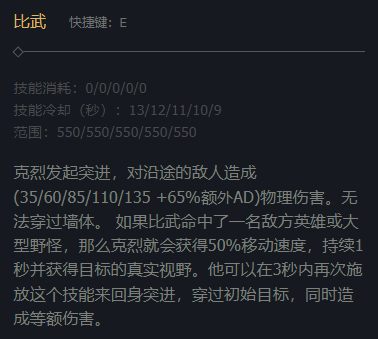 比武 快捷键：E
技能消耗：0/0/0/0/0
技能冷却（秒）：13/12/11/10/9
范围：550/550/550/550/550
克烈发起突进，对沿途的敌人造成
(35/60/85/110/135 +65%额外AD)物理伤害。无
法穿过墙体。 如果比武命中了一名敌方英雄或大
型野怪，那么克烈就会获得50%移动速度，持续1
秒并获得目标的真实视野。他可以在3秒内再次施
放这个技能来回身突进，穿过初始目标，同时造
成等额伤害。